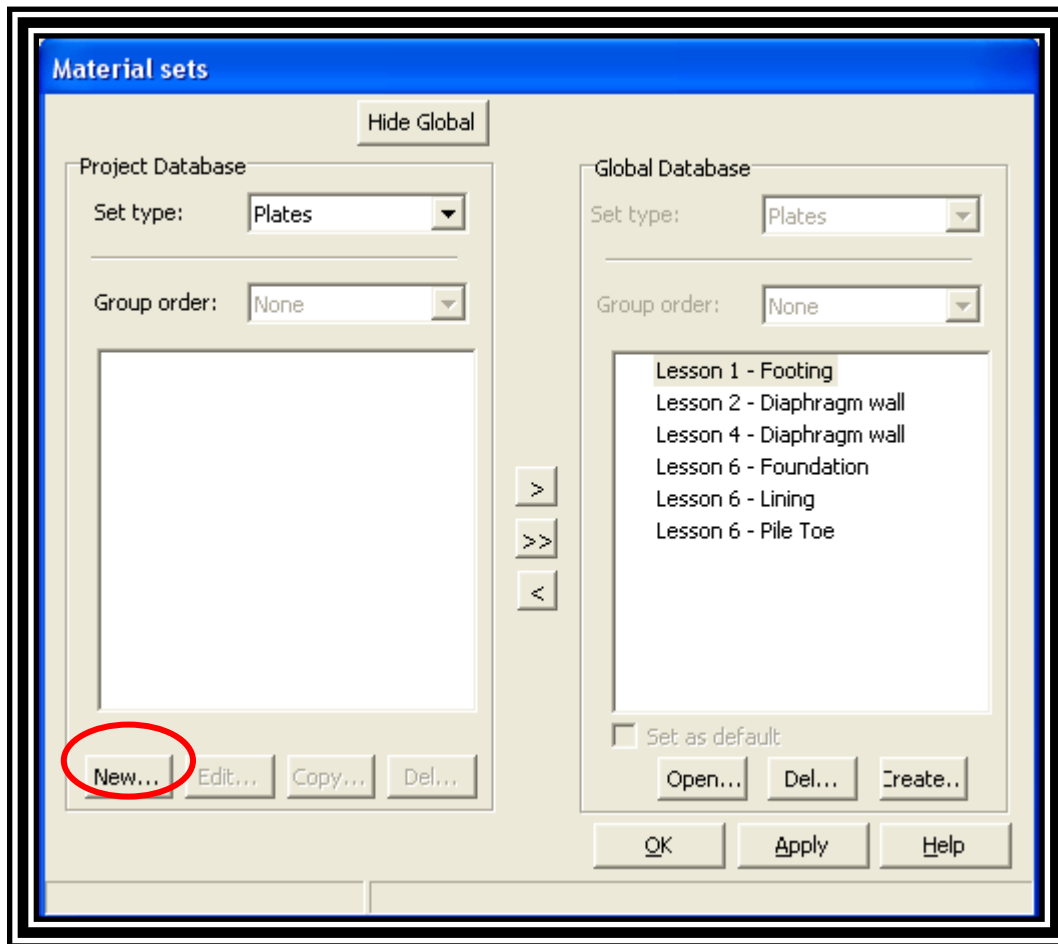 Material sets
Hide Global
Project Database
Set type: Plates
Group order: None
New... Edit... Copy... Del...
>
>>
<
Global Database
Set type: Plates
Group order: None
Lesson 1 - Footing
Lesson 2 - Diaphragm wall
Lesson 4 - Diaphragm wall
Lesson 6 - Foundation
Lesson 6 - Lining
Lesson 6 - Pile Toe
Set as default
Open... Del... Create..
OK Apply Help